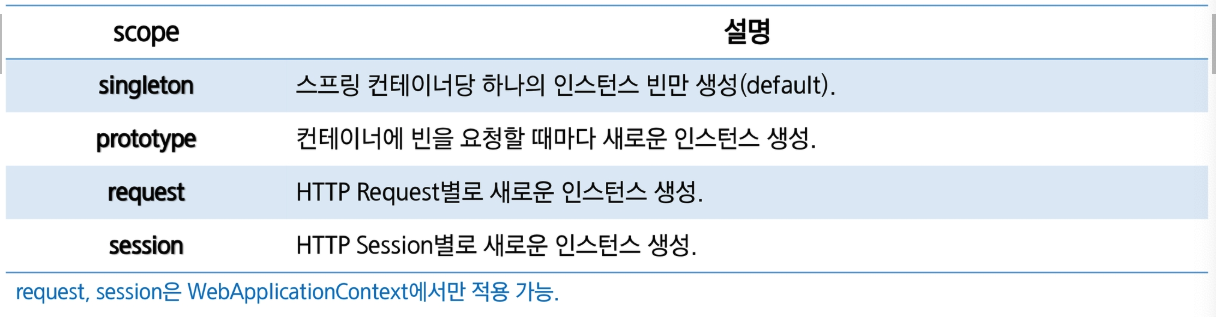 scope 설명
singleton 스프링 컨테이너당 하나의 인스턴스 빈만 생성(default).
prototype 컨테이너에 빈을 요청할 때마다 새로운 인스턴스 생성.
request HTTP Request별로 새로운 인스턴스 생성.
session HTTP Session별로 새로운 인스턴스 생성.
request, session은 WebApplicationContext에서만 적용 가능.